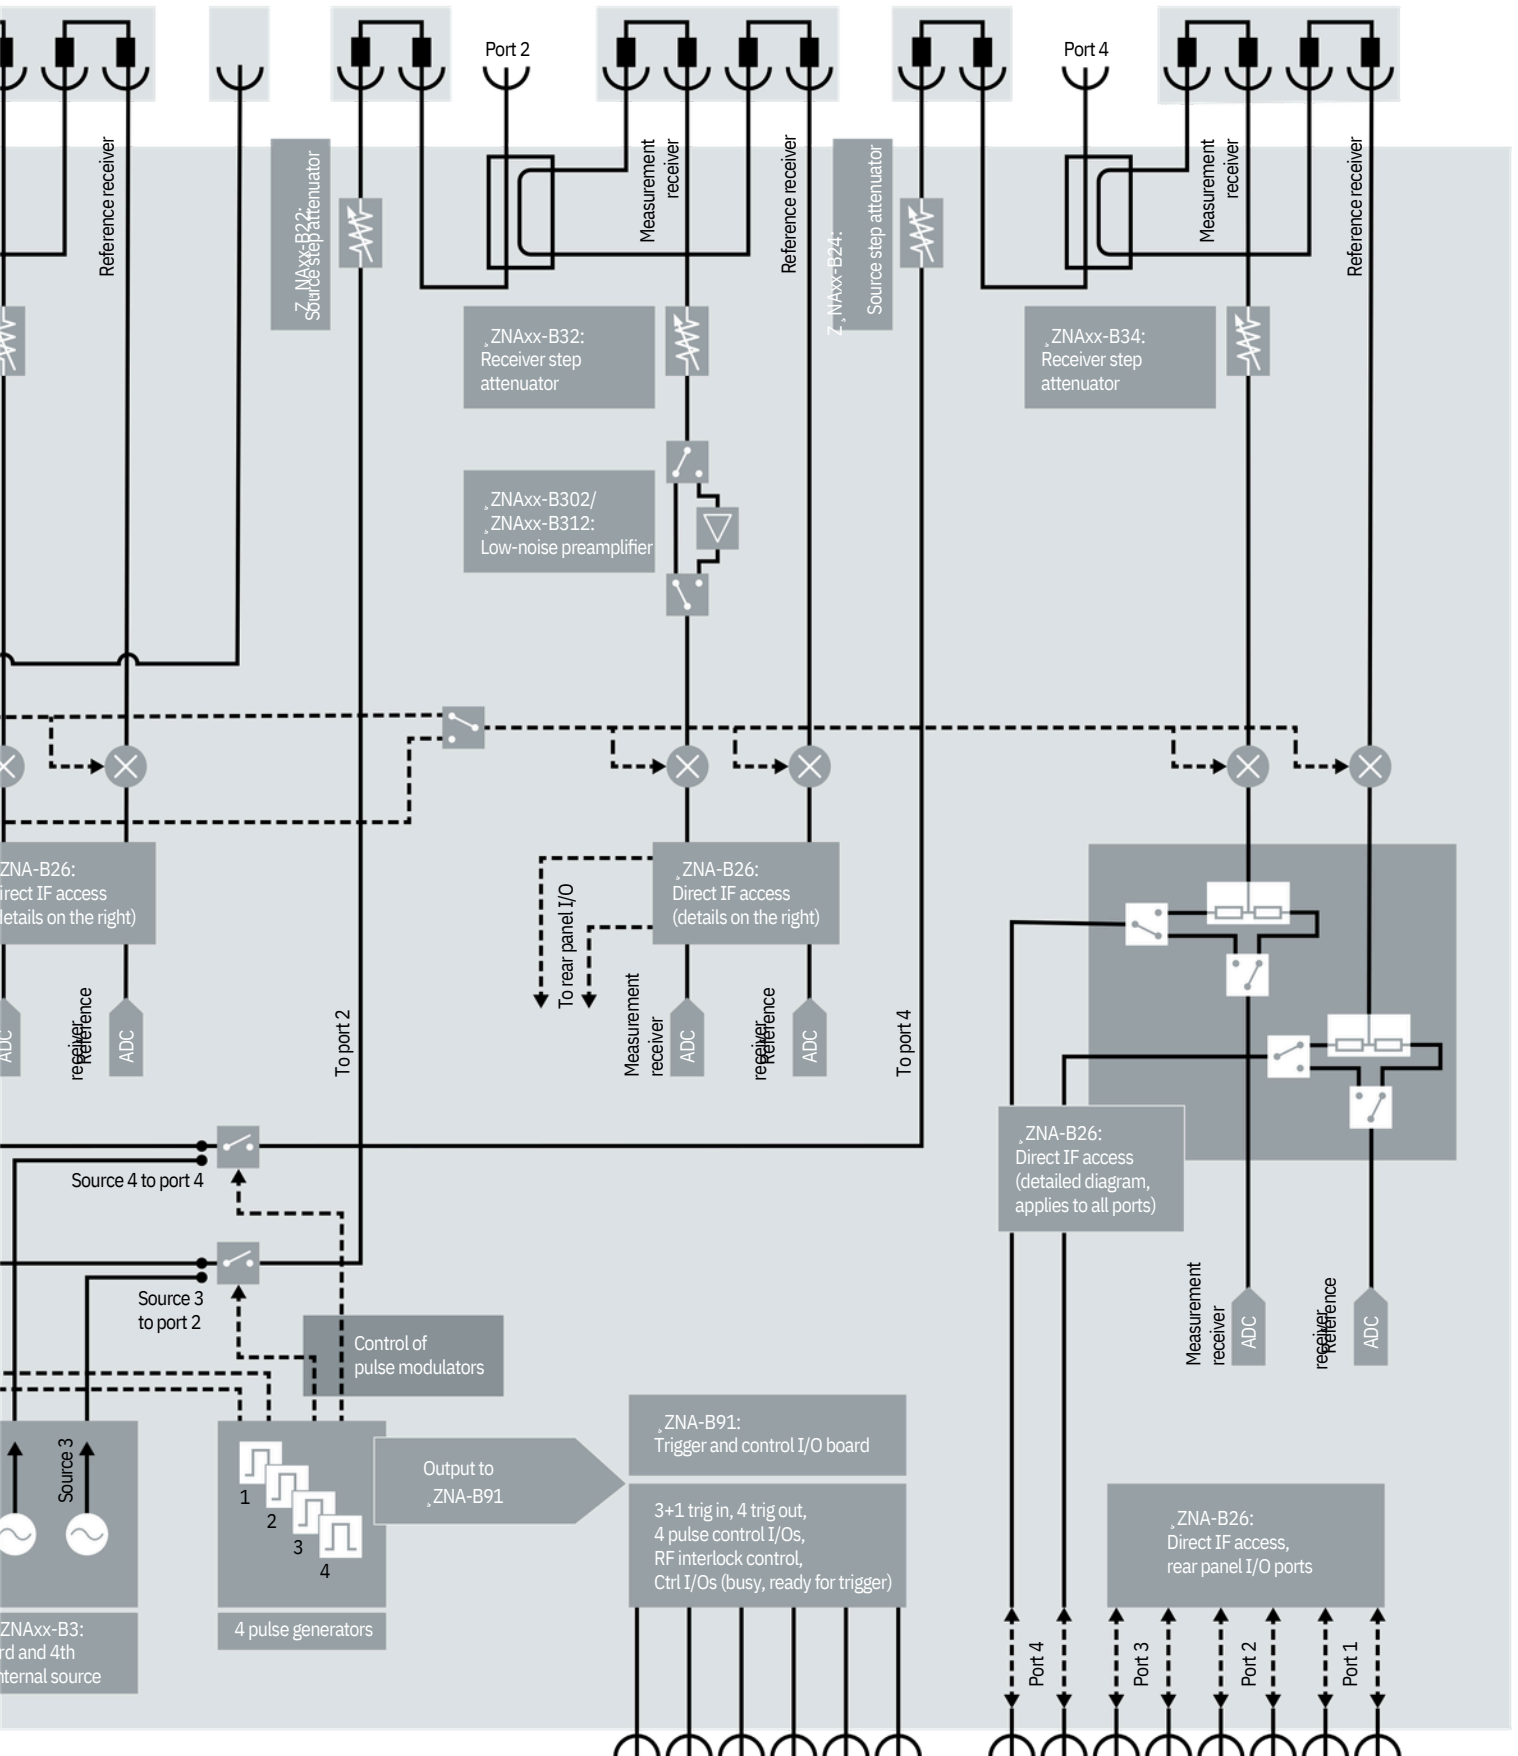 Port 2
Port 4
Reference receiver
Z¸NAxx-B22:
Source step attenuator
Measurement
receiver
Reference receiver
Z¸NAxx-B24:
Source step attenuator
Measurement
receiver
Reference receiver
¸ZNAxx-B32:
Receiver step
attenuator
¸ZNAxx-B34:
Receiver step
attenuator
¸ZNAxx-B302/
¸ZNAxx-B312:
Low-noise preamplifier
ZNA-B26:
irect IF access
details on the right)
To rear panel I/O
¸ZNA-B26:
Direct IF access
(details on the right)
ADC
Reference
receiver
ADC
To port 2
Measurement
receiver
ADC
Reference
receiver
ADC
To port 4
¸ZNA-B26:
Direct IF access
(detailed diagram,
applies to all ports)
Source 4 to port 4
Source 3
to port 2
Measurement
receiver
ADC
Reference
receiver
ADC
Control of
pulse modulators
Source 3
1
2
3
4
Output to
¸ZNA-B91
¸ZNA-B91:
Trigger and control I/O board
3+1 trig in, 4 trig out,
4 pulse control I/Os,
RF interlock control,
Ctrl I/Os (busy, ready for trigger)
¸ZNA-B26:
Direct IF access,
rear panel I/O ports
ZNAxx-B3:
rd and 4th
nternal source
4 pulse generators
Port 4
Port 3
Port 2
Port 1